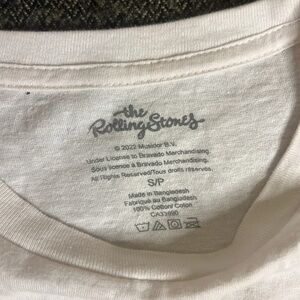 the
Rolling Stones
© 2022 Musidor B.V.
Under License to Bravado Merchandising.
Sous licence à Bravado Merchandising.
All Rights Reserved/Tous droits réservés.
S/P
Made in Bangladesh
Fabriqué au Bangladesh
100% Cotton/ Coton